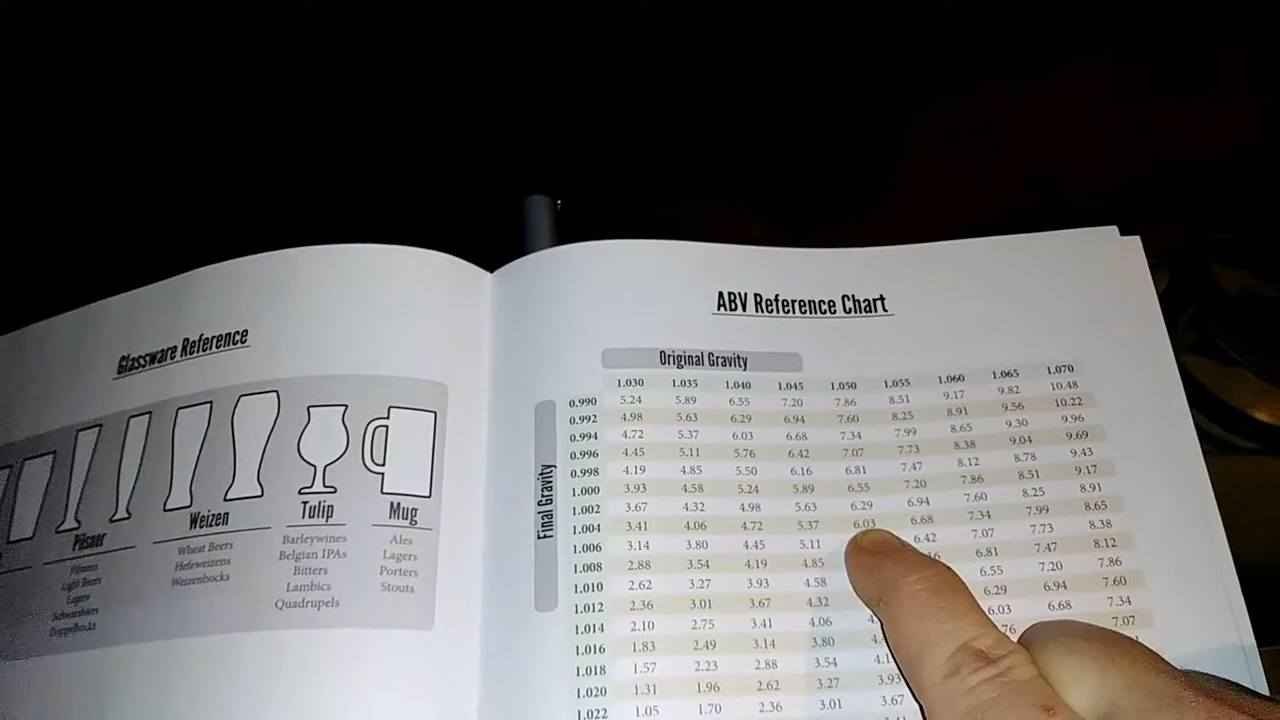 Glassware Reference
Pilsner
Pilsners
Light Beers
Lagers
Schwarzbiers
Doppelbocks
Weizen
Wheat Beers
Hefeweizens
Weizenbocks
Tulip
Barleywines
Belgian IPAs
Bitters
Lambics
Quadrupels
Mug
Ales
Lagers
Porters
Stouts
ABV Reference Chart
Original Gravity
Final Gravity
1.030 1.035 1.040 1.045 1.050 1.055 1.060 1.065 1.070
0.990 5.24 5.89 6.55 7.20 7.86 8.51 9.17 9.82 10.48
0.992 4.98 5.63 6.29 6.94 7.60 8.25 8.91 9.56 10.22
0.994 4.72 5.37 6.03 6.68 7.34 7.99 8.65 9.30 9.96
0.996 4.45 5.11 5.76 6.42 7.07 7.73 8.38 9.04 9.69
0.998 4.19 4.85 5.50 6.16 6.81 7.47 8.12 8.78 9.43
1.000 3.93 4.58 5.24 5.89 6.55 7.20 7.86 8.51 9.17
1.002 3.67 4.32 4.98 5.63 6.29 6.94 7.60 8.25 8.91
1.004 3.41 4.06 4.72 5.37 6.03 6.68 7.34 7.99 8.65
1.006 3.14 3.80 4.45 5.11 6.42 7.07 7.73 8.38
1.008 2.88 3.54 4.19 4.85 6.81 7.47 8.12
1.010 2.62 3.27 3.93 4.58 6.55 7.20 7.86
1.012 2.36 3.01 3.67 4.32 6.29 6.94 7.60
1.014 2.10 2.75 3.41 4.06 6.03 6.68 7.34
1.016 1.83 2.49 3.14 3.80 7.07
1.018 1.57 2.23 2.88 3.54
1.020 1.31 1.96 2.62 3.27 3.93
1.022 1.05 1.70 2.36 3.01 3.67